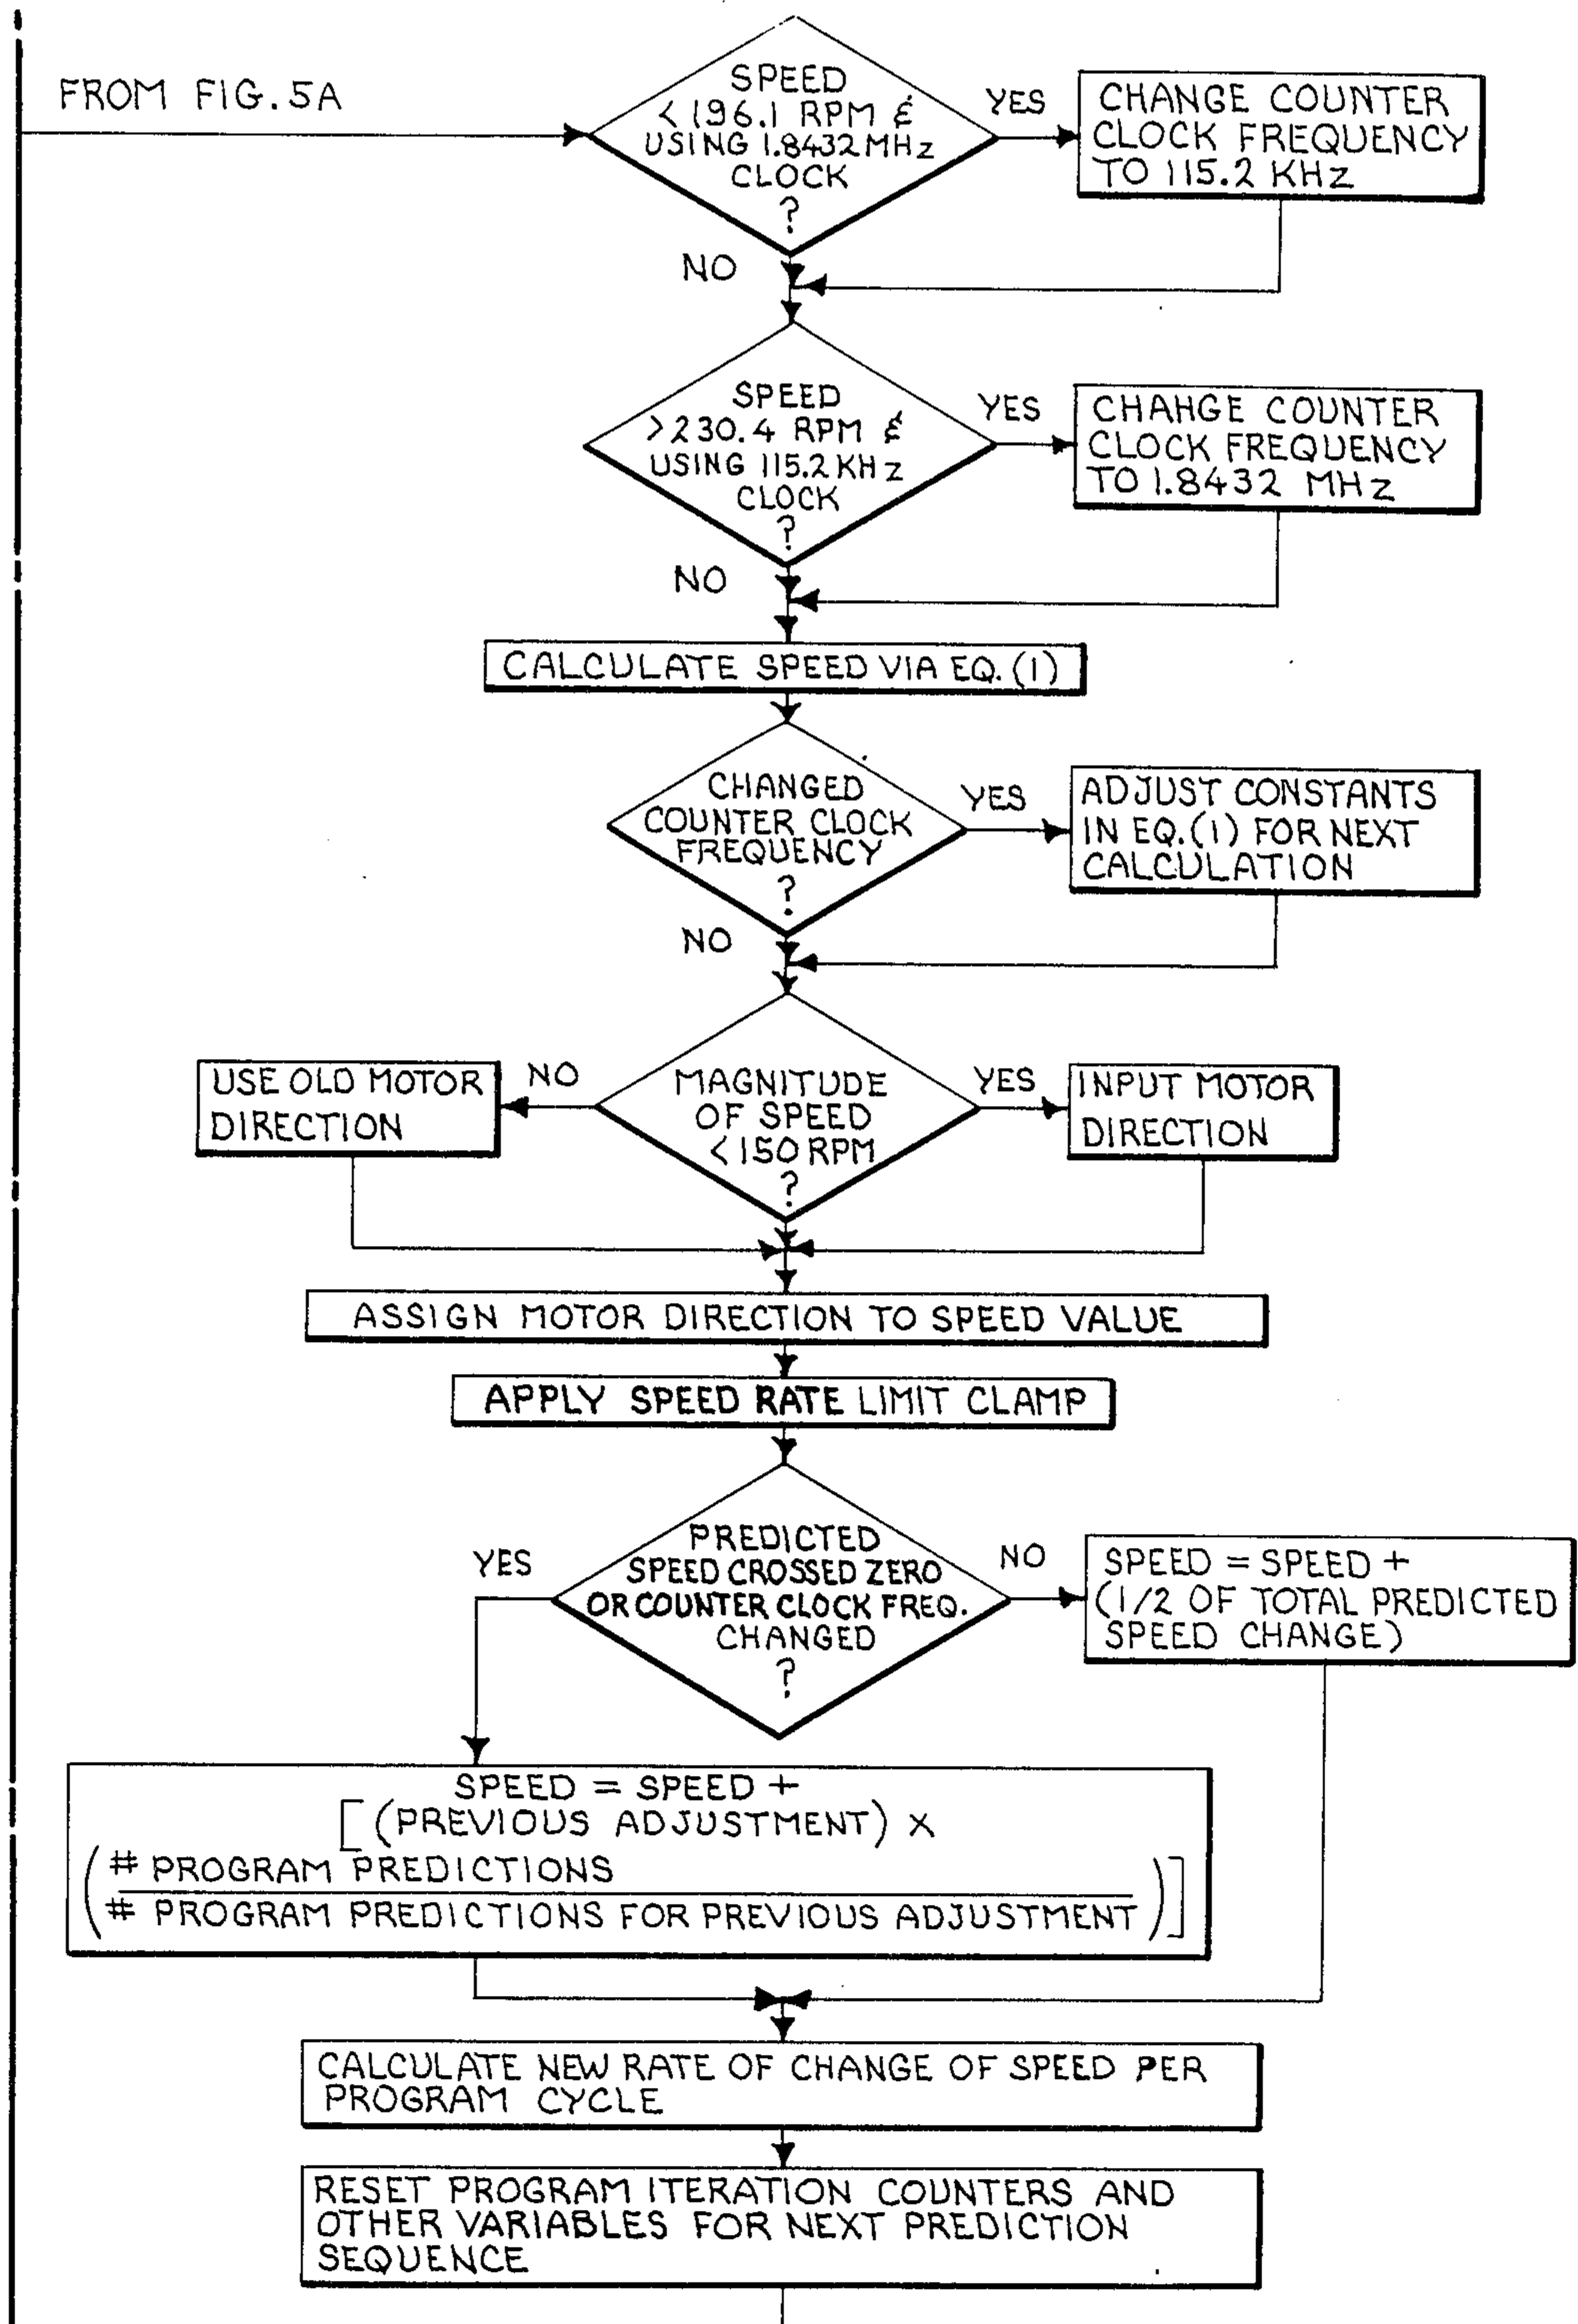 FROM FIG. 5A
SPEED
< 196.1 RPM &
USING 1.8432 MHz
CLOCK
?
YES
CHANGE COUNTER
CLOCK FREQUENCY
TO 115.2 KHz
NO
SPEED
>230.4 RPM &
USING 115.2 KHz
CLOCK
?
YES
CHAHGE COUNTER
CLOCK FREQUENCY
TO 1.8432 MHz
NO
CALCULATE SPEED VIA EQ. (1)
CHANGED
COUNTER CLOCK
FREQUENCY
?
YES
ADJUST CONSTANTS
IN EQ.(1) FOR NEXT
CALCULATION
NO
USE OLD MOTOR
DIRECTION
NO
MAGNITUDE
OF SPEED
<150 RPM
?
YES
INPUT MOTOR
DIRECTION
ASSIGN MOTOR DIRECTION TO SPEED VALUE
APPLY SPEED RATE LIMIT CLAMP
YES
PREDICTED
SPEED CROSSED ZERO
OR COUNTER CLOCK FREQ.
CHANGED
?
NO
SPEED = SPEED +
(1/2 OF TOTAL PREDICTED
SPEED CHANGE)
SPEED = SPEED +
[(PREVIOUS ADJUSTMENT) X
(# PROGRAM PREDICTIONS
# PROGRAM PREDICTIONS FOR PREVIOUS ADJUSTMENT)]
CALCULATE NEW RATE OF CHANGE OF SPEED PER
PROGRAM CYCLE
RESET PROGRAM ITERATION COUNTERS AND
OTHER VARIABLES FOR NEXT PREDICTION
SEQUENCE